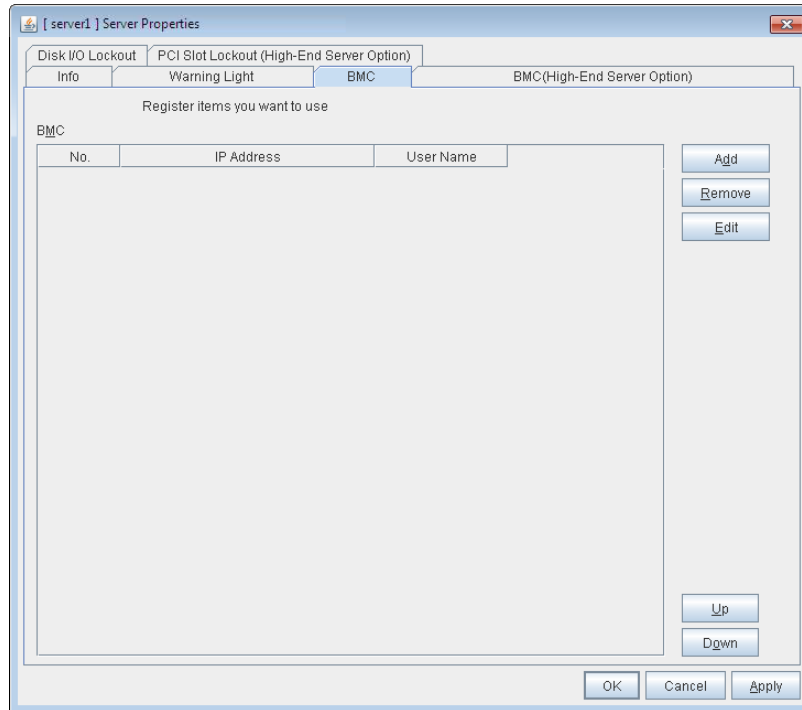 [ server1 ] Server Properties
Disk I/O Lockout PCI Slot Lockout (High-End Server Option)
Info Warning Light BMC BMC(High-End Server Option)
Register items you want to use
BMC
No. IP Address User Name
Add
Remove
Edit
Up
Down
OK Cancel Apply